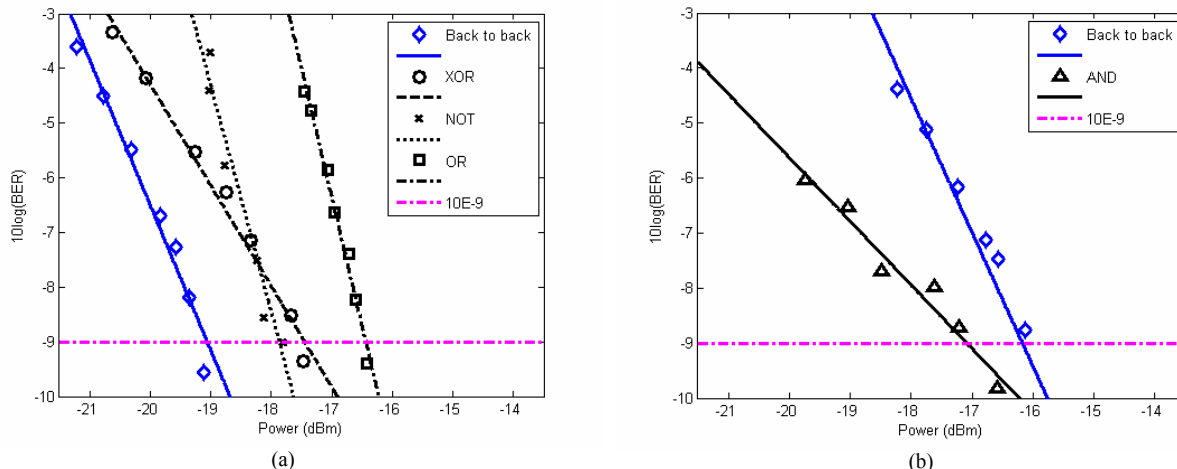 -3
-4
-5
-6
-7
-8
-9
-10
10log(BER)
-21 -20 -19 -18 -17 -16 -15 -14
Power (dBm)
Back to back
XOR
NOT
OR
10E-9
(a)
-3
-4
-5
-6
-7
-8
-9
-10
10log(BER)
-21 -20 -19 -18 -17 -16 -15 -14
Power (dBm)
Back to back
AND
10E-9
(b)